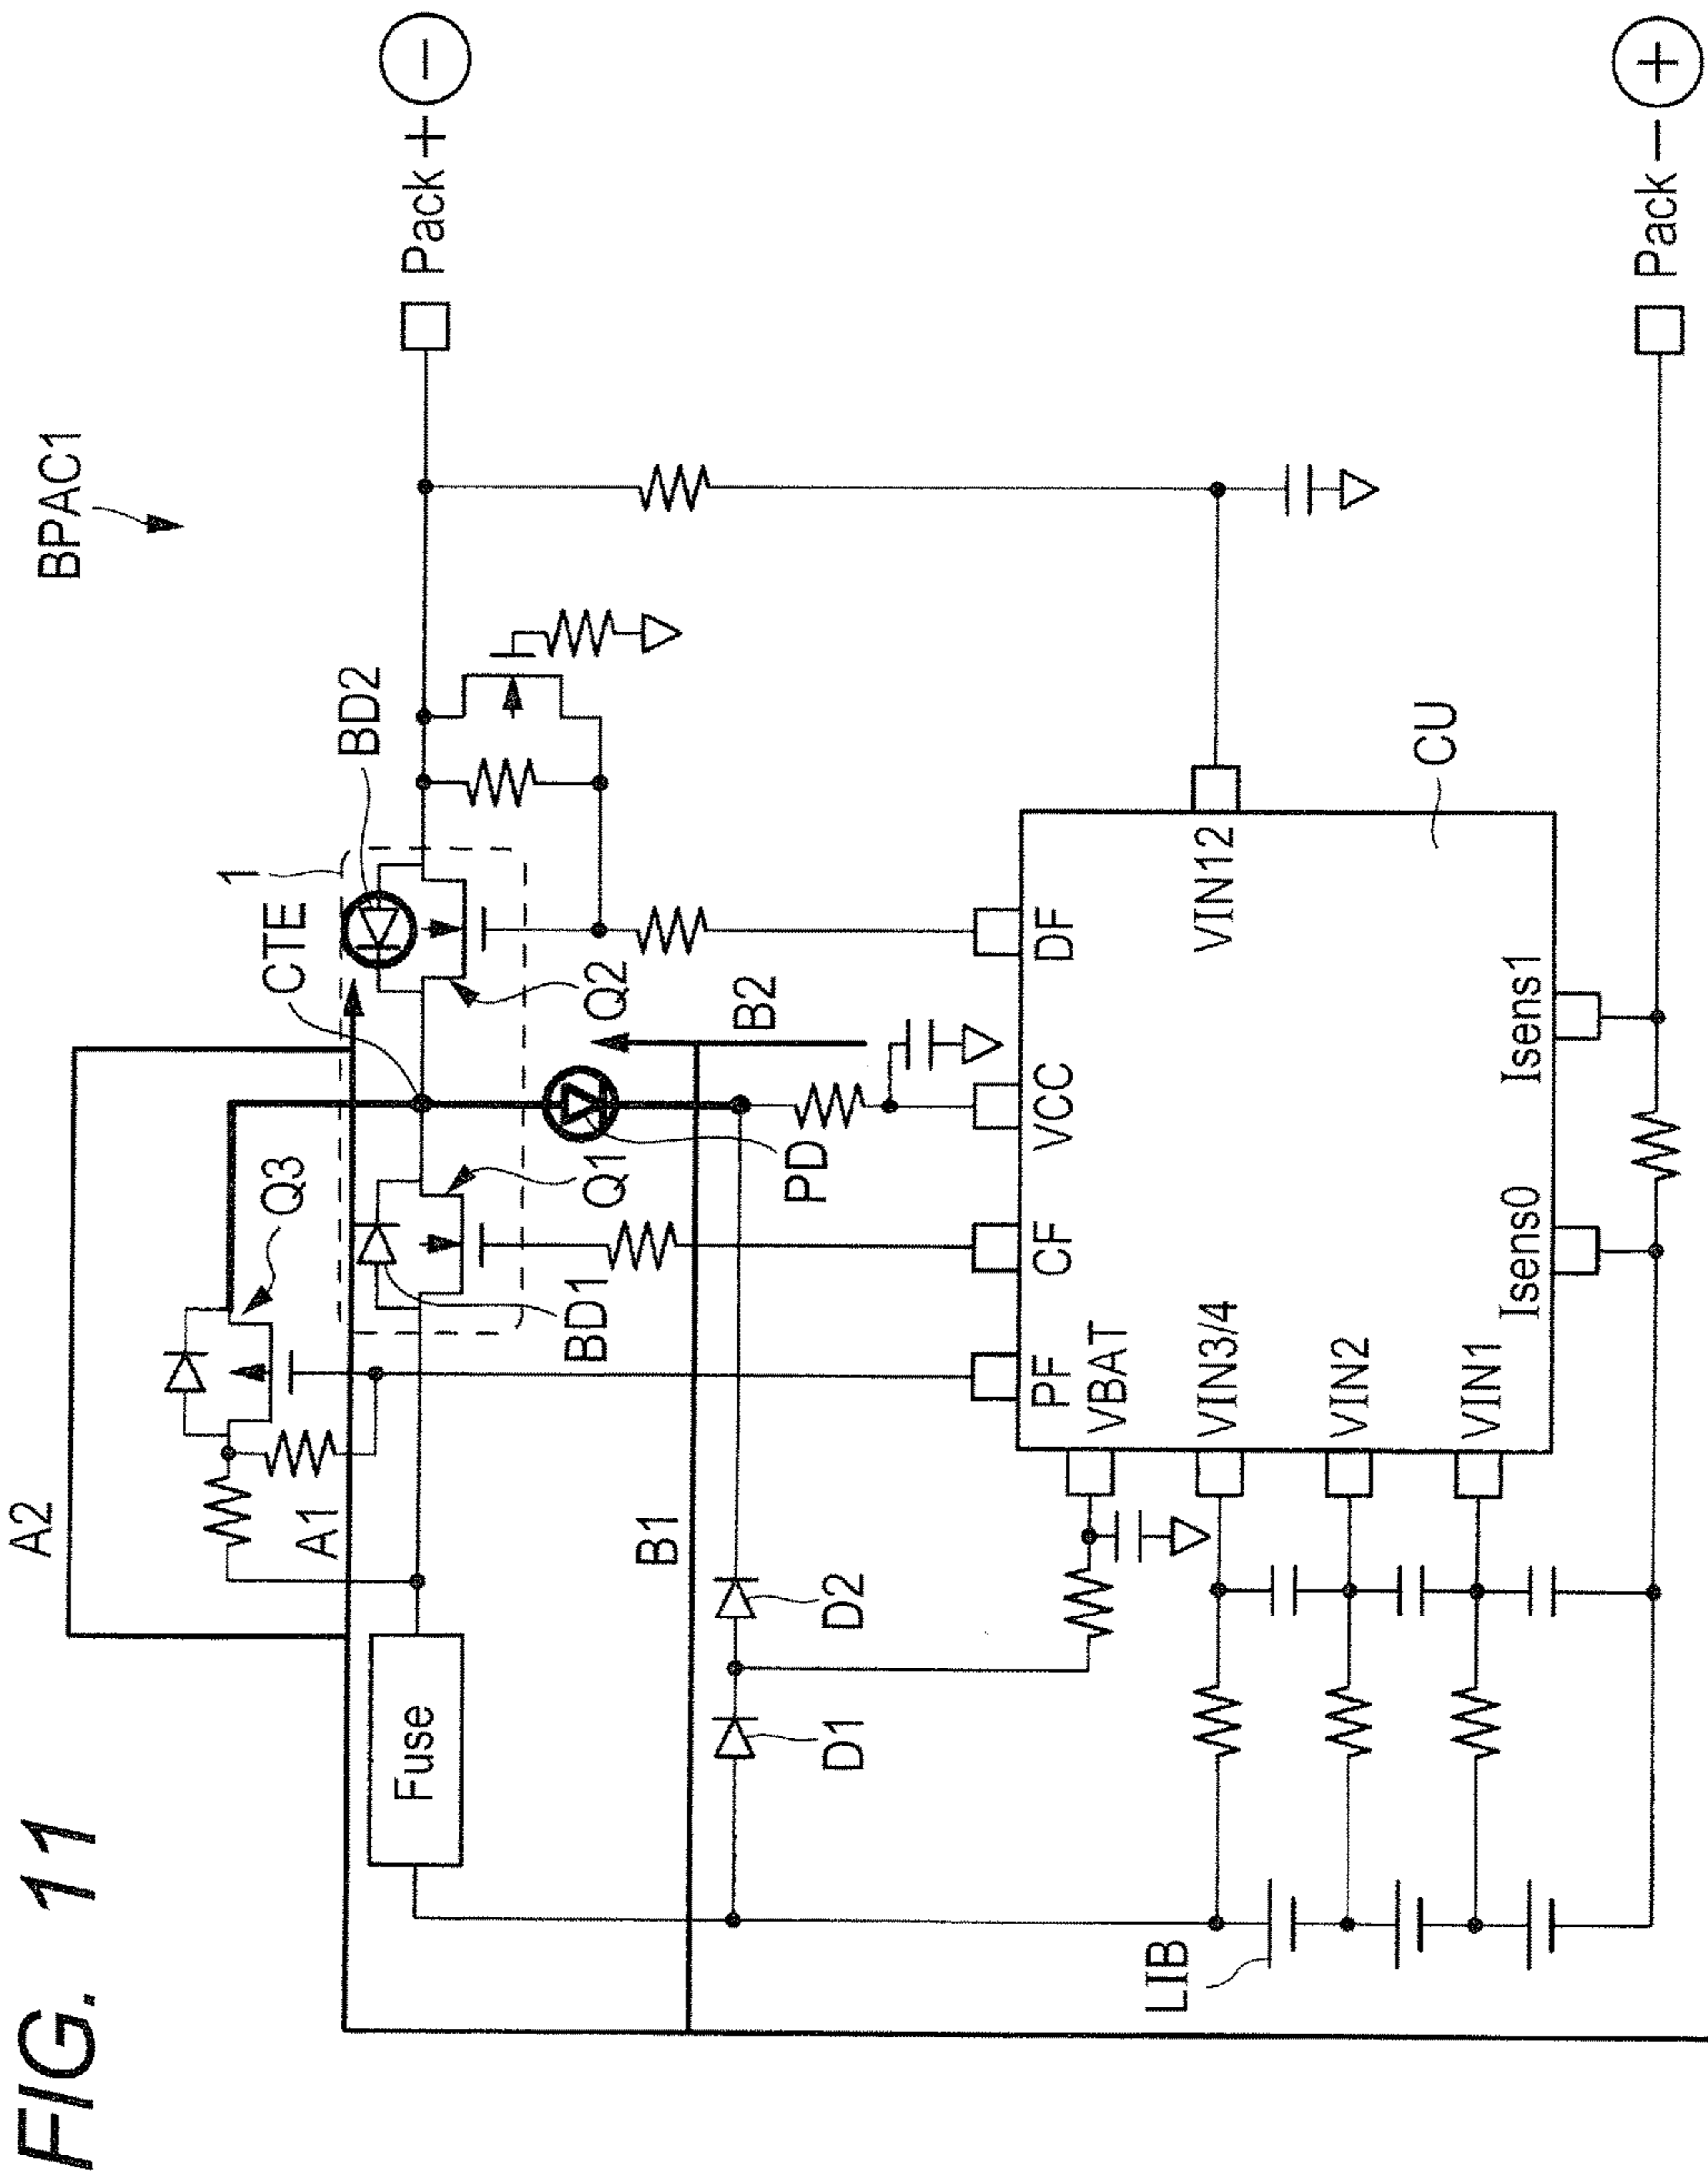 FIG. 11
BPAC1
A2
Q3
CTE
1
BD2
A1
Fuse
BD1
Q1
Q2
Pack +
−
B1
PD
B2
D1
D2
PF
CF
VCC
DF
VBAT
VIN3/4
VIN2
VIN1
VIN12
CU
LIB
Isens0
Isens1
Pack −
+